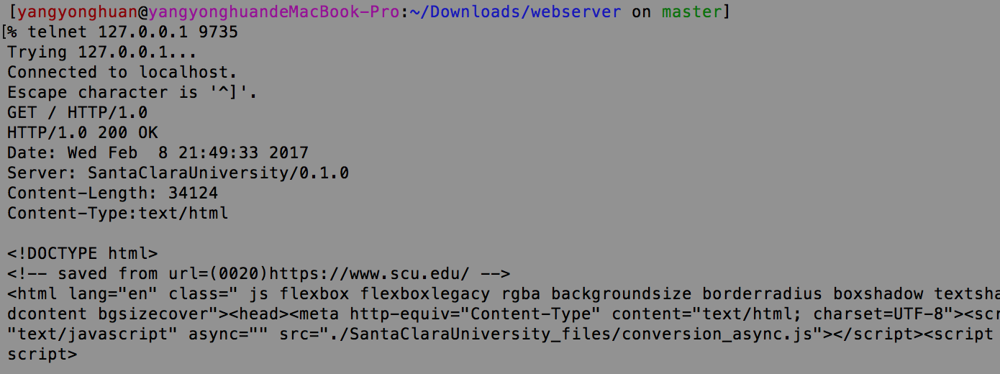 [yangyonghuan@yangyonghuandeMacBook-Pro:~/Downloads/webserver on master]
[% telnet 127.0.0.1 9735
Trying 127.0.0.1...
Connected to localhost.
Escape character is '^]'.
GET / HTTP/1.0
HTTP/1.0 200 OK
Date: Wed Feb  8 21:49:33 2017
Server: SantaClaraUniversity/0.1.0
Content-Length: 34124
Content-Type:text/html

<!DOCTYPE html>
<!-- saved from url=(0020)https://www.scu.edu/ -->
<html lang="en" class=" js flexbox flexboxlegacy rgba backgroundsize borderradius boxshadow textsha
dcontent bgsizecover"><head><meta http-equiv="Content-Type" content="text/html; charset=UTF-8"><scr
"text/javascript" async="" src="./SantaClaraUniversity_files/conversion_async.js"></script><script
script>